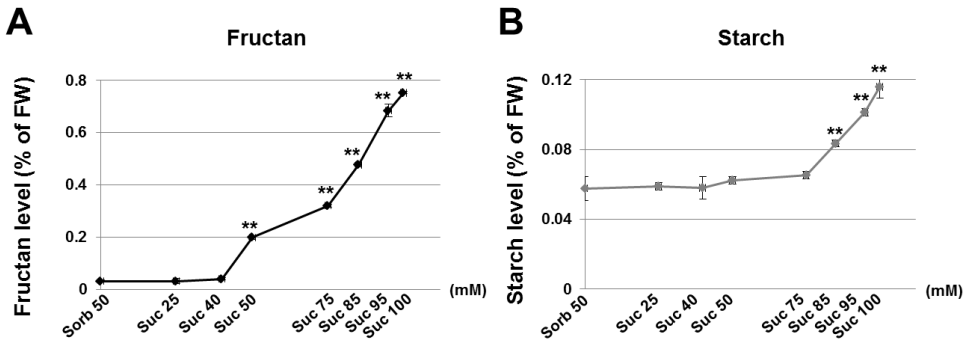 A
Fructan
Fructan level (% of FW)
0.8
0.6
0.4
0.2
0
**
**
**
**
**
Sorb 50
Suc 25
Suc 40
Suc 50
Suc 75
Suc 85
Suc 95
Suc 100
(mM)
B
Starch
Starch level (% of FW)
0.12
0.08
0.04
0
**
**
**
Sorb 50
Suc 25
Suc 40
Suc 50
Suc 75
Suc 85
Suc 95
Suc 100
(mM)